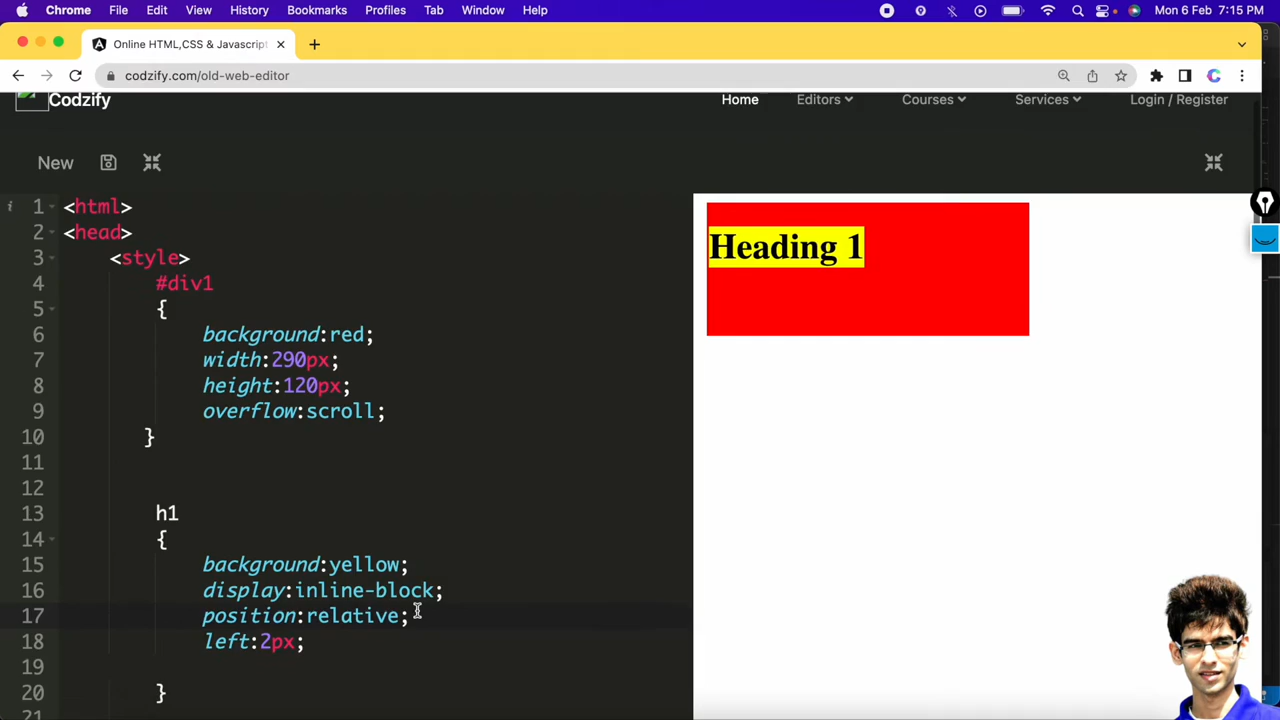 Chrome File Edit View History Bookmarks Profiles Tab Window Help Mon 6 Feb 7:15 PM
Online HTML,CSS & Javascript
codzify.com/old-web-editor
Codzify Home Editors Courses Services Login / Register
New
1 <html>
2 <head>
3 <style>
4 #div1
5 {
6 background:red;
7 width:290px;
8 height:120px;
9 overflow:scroll;
10 }
11
12
13 h1
14 {
15 background:yellow;
16 display:inline-block;
17 position:relative;
18 left:2px;
19
20 }
21
Heading 1